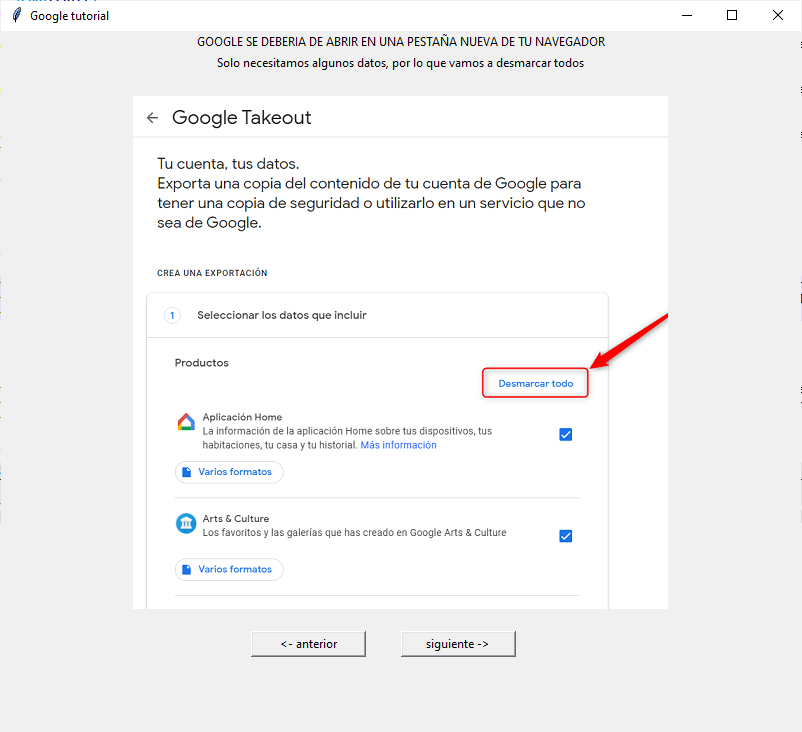 Google tutorial
GOOGLE SE DEBERIA DE ABRIR EN UNA PESTAÑA NUEVA DE TU NAVEGADOR
Solo necesitamos algunos datos, por lo que vamos a desmarcar todos
Google Takeout
Tu cuenta, tus datos.
Exporta una copia del contenido de tu cuenta de Google para
tener una copia de seguridad o utilizarlo en un servicio que no
sea de Google.
CREA UNA EXPORTACIÓN
1 Seleccionar los datos que incluir
Productos
Desmarcar todo
Aplicación Home
La información de la aplicación Home sobre tus dispositivos, tus
habitaciones, tu casa y tu historial. Más información
Varios formatos
Arts & Culture
Los favoritos y las galerías que has creado en Google Arts & Culture
Varios formatos
<- anterior
siguiente ->